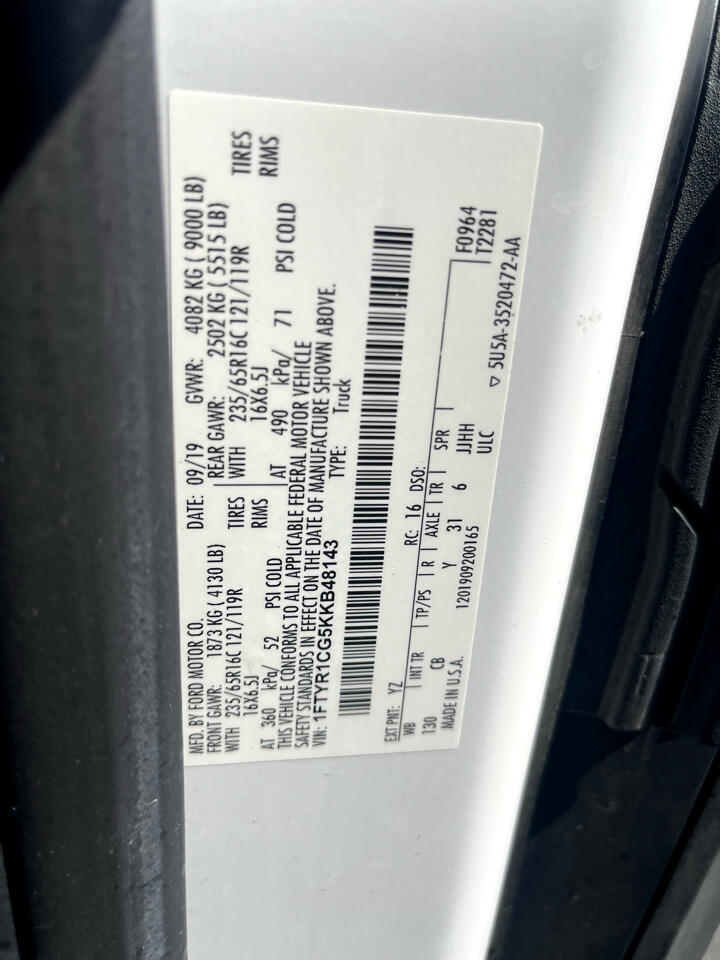 MFD. BY FORD MOTOR CO. DATE: 09/19 GVWR: 4082 KG ( 9000 LB)
FRONT GAWR: 1873 KG ( 4130 LB) REAR GAWR: 2502 KG ( 5515 LB)
WITH 235/65R16C 121/119R TIRES WITH 235/65R16C 121/119R TIRES
16X6.5J RIMS 16X6.5J RIMS
AT 360 kPa/ 52 PSI COLD AT 490 kPa/ 71 PSI COLD
THIS VEHICLE CONFORMS TO ALL APPLICABLE FEDERAL MOTOR VEHICLE
SAFETY STANDARDS IN EFFECT ON THE DATE OF MANUFACTURE SHOWN ABOVE.
VIN: 1FTYR1CG5KKB48143 TYPE: Truck
F0964
T2281
EXT PNT: YZ RC: 16 DSO:
WB INT TR TP/PS R AXLE TR SPR
130 CB Y 31 6 JJHH
MADE IN U.S.A. 1201909200165 ULC
▽ 5U5A-3520472-AA